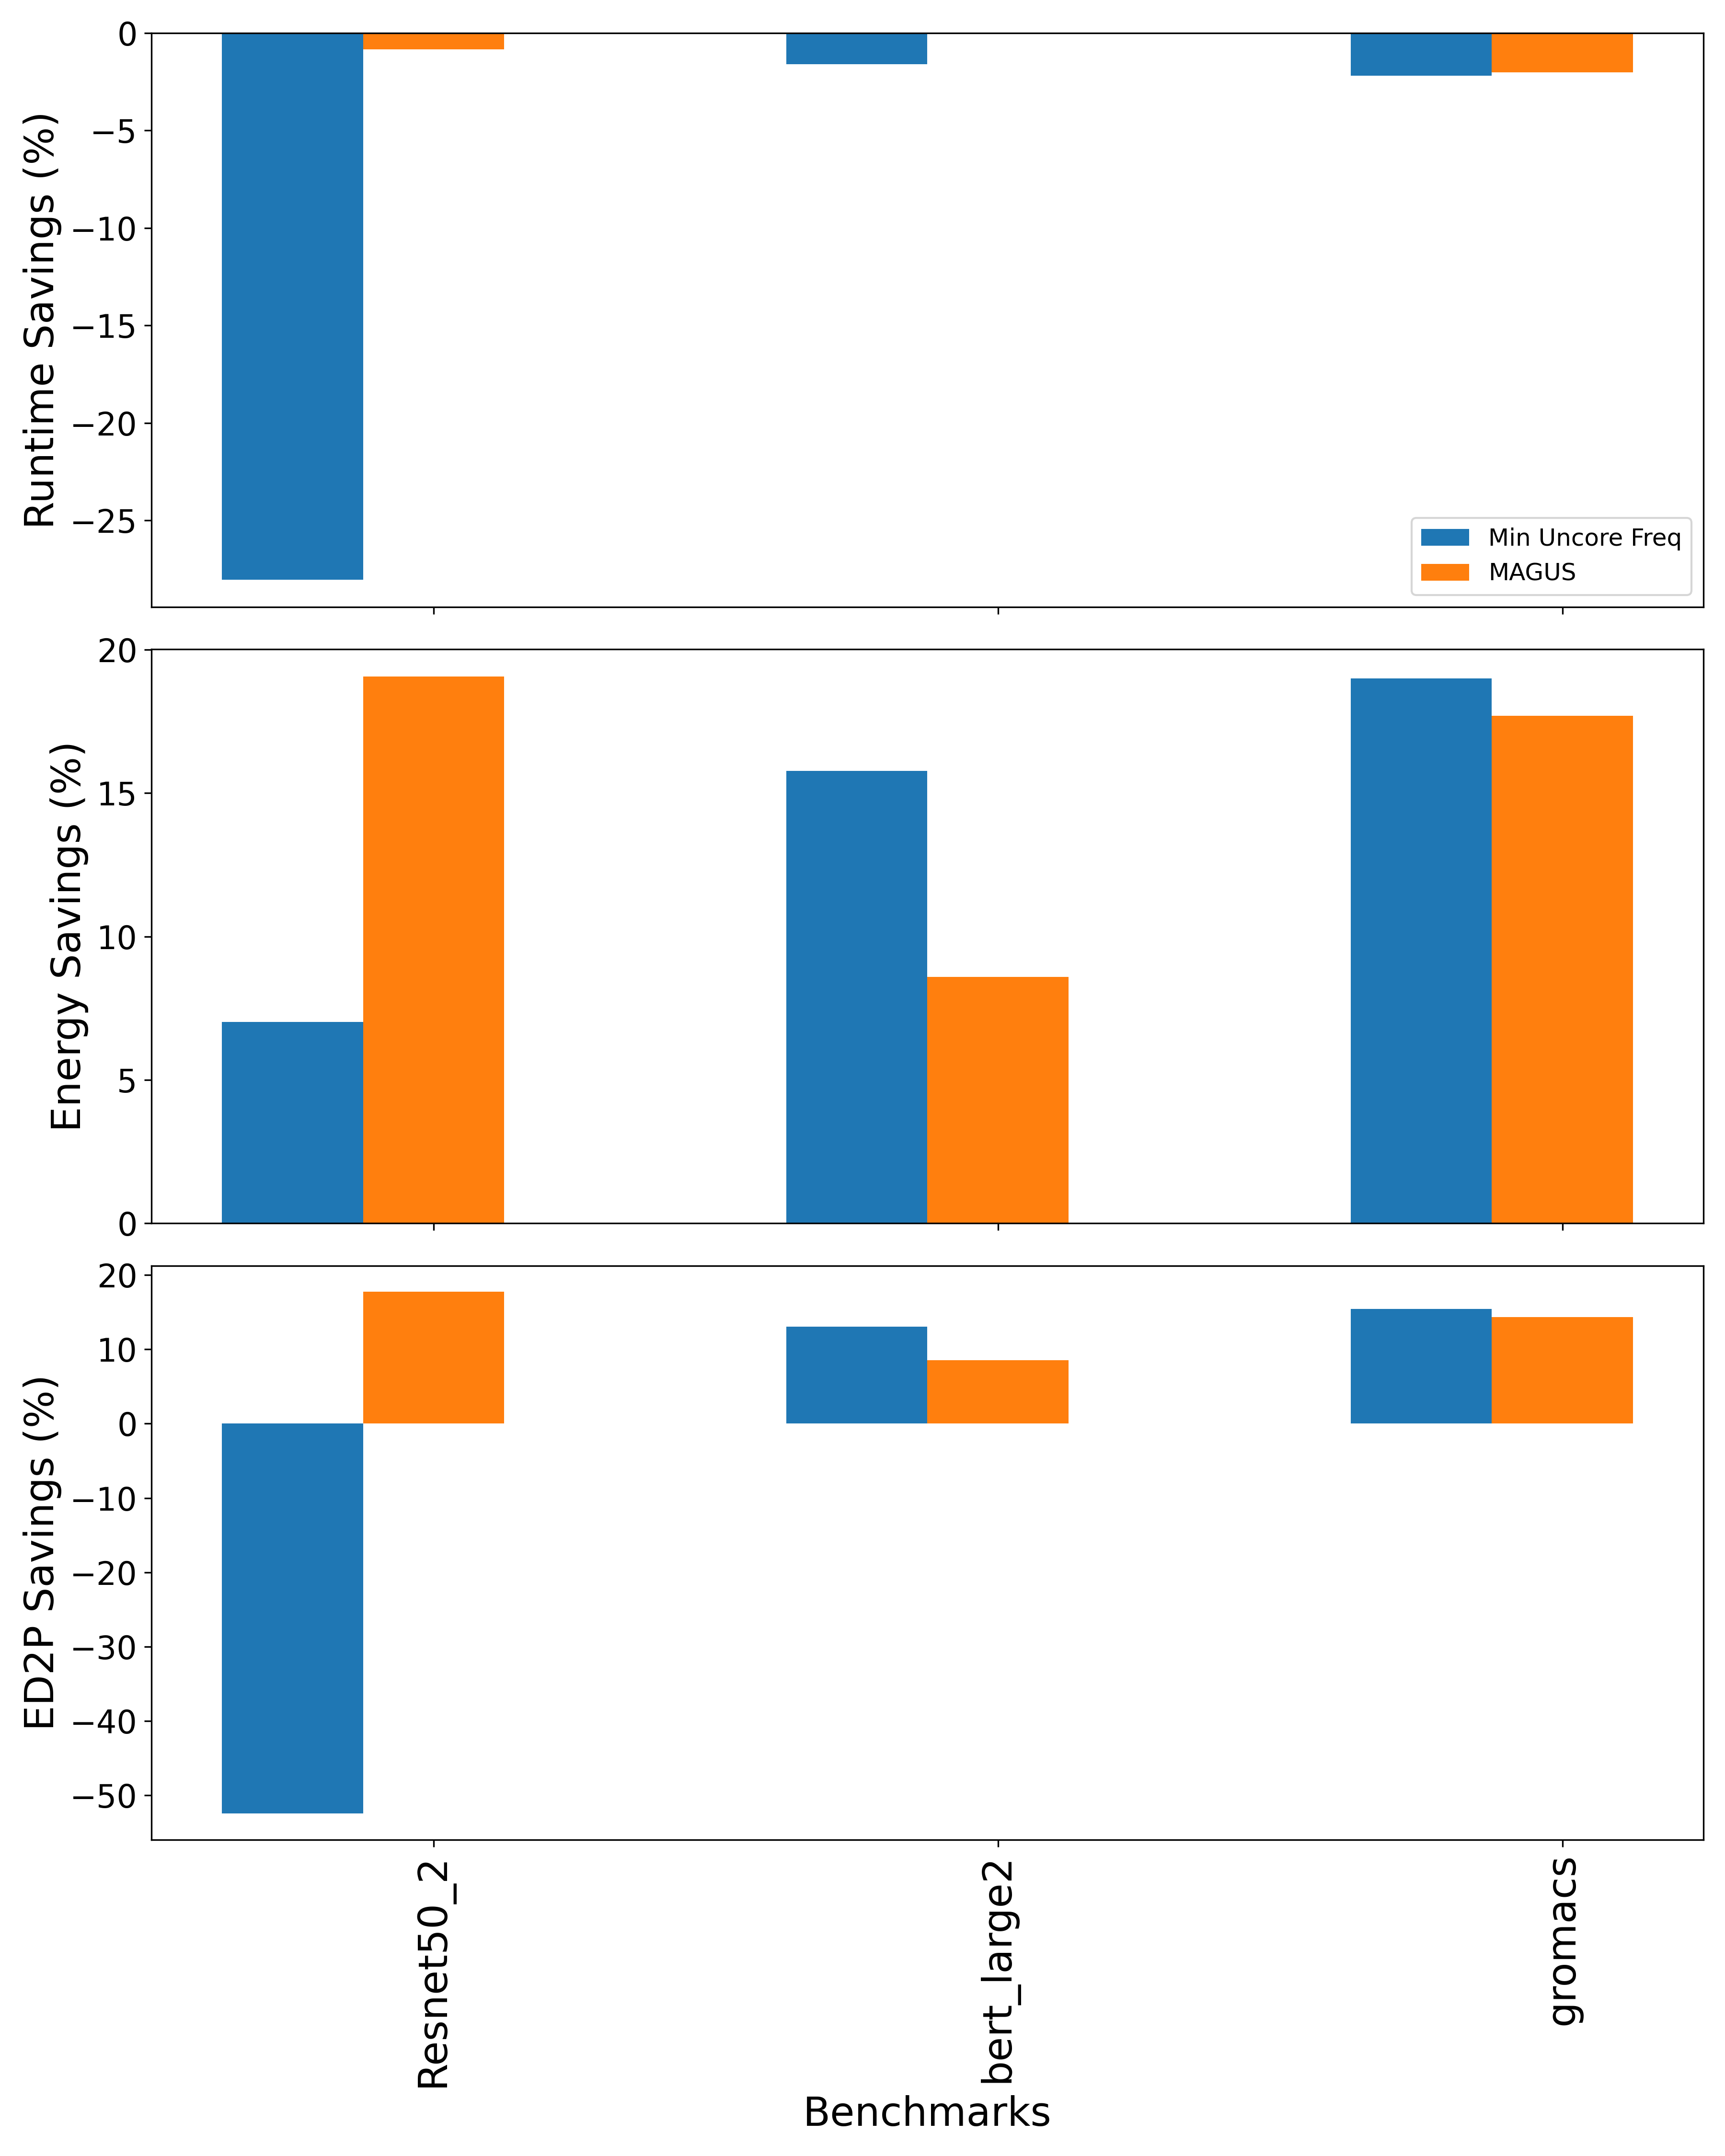 Runtime Savings (%)
0
−5
−10
−15
−20
−25
Min Uncore Freq
MAGUS
Energy Savings (%)
20
15
10
5
0
ED2P Savings (%)
20
10
0
−10
−20
−30
−40
−50
Resnet50_2
bert_large2
gromacs
Benchmarks